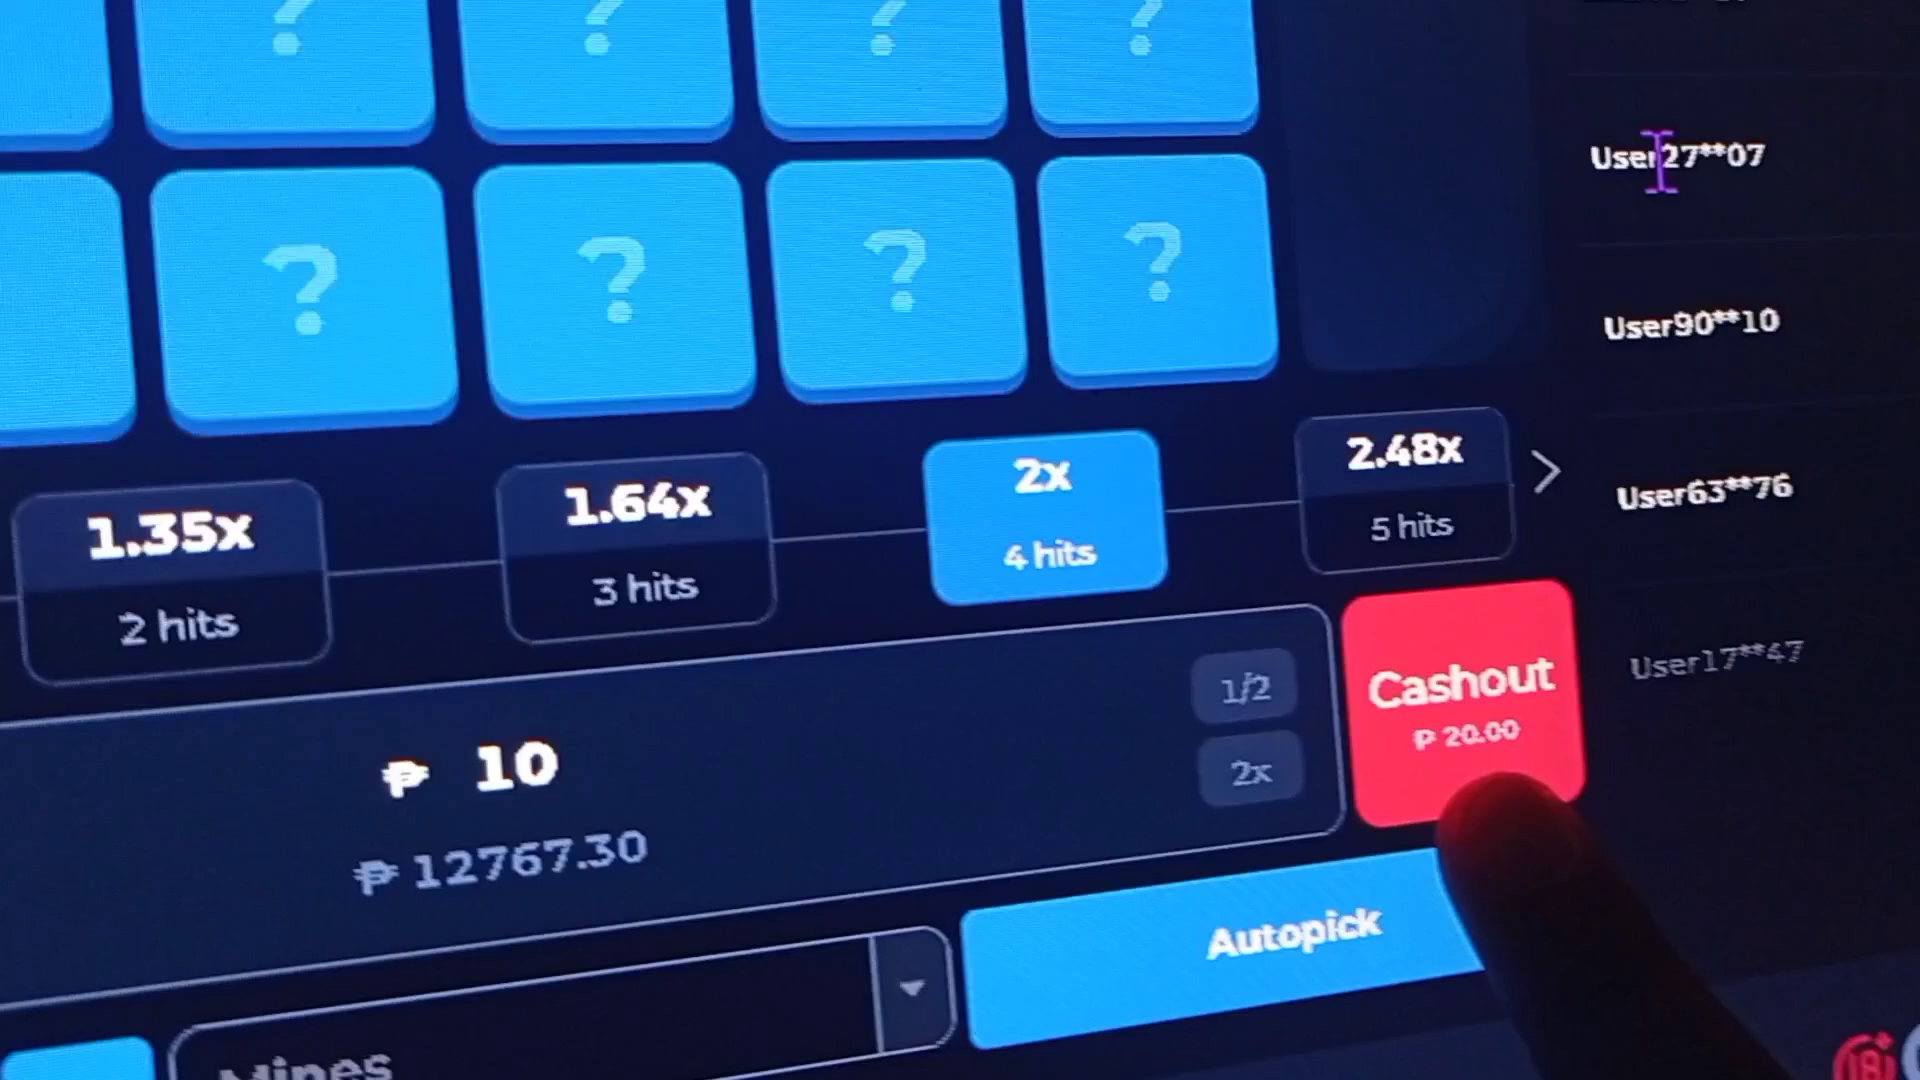 ?
?
?
?
?
?
?
?
User27**07
User90**10
User63**76
User17**47
1.35x
2 hits
1.64x
3 hits
2x
4 hits
2.48x
5 hits
₱ 10
₱ 12767.30
1/2
2x
Cashout
₱ 20.00
Autopick
Mines
18+